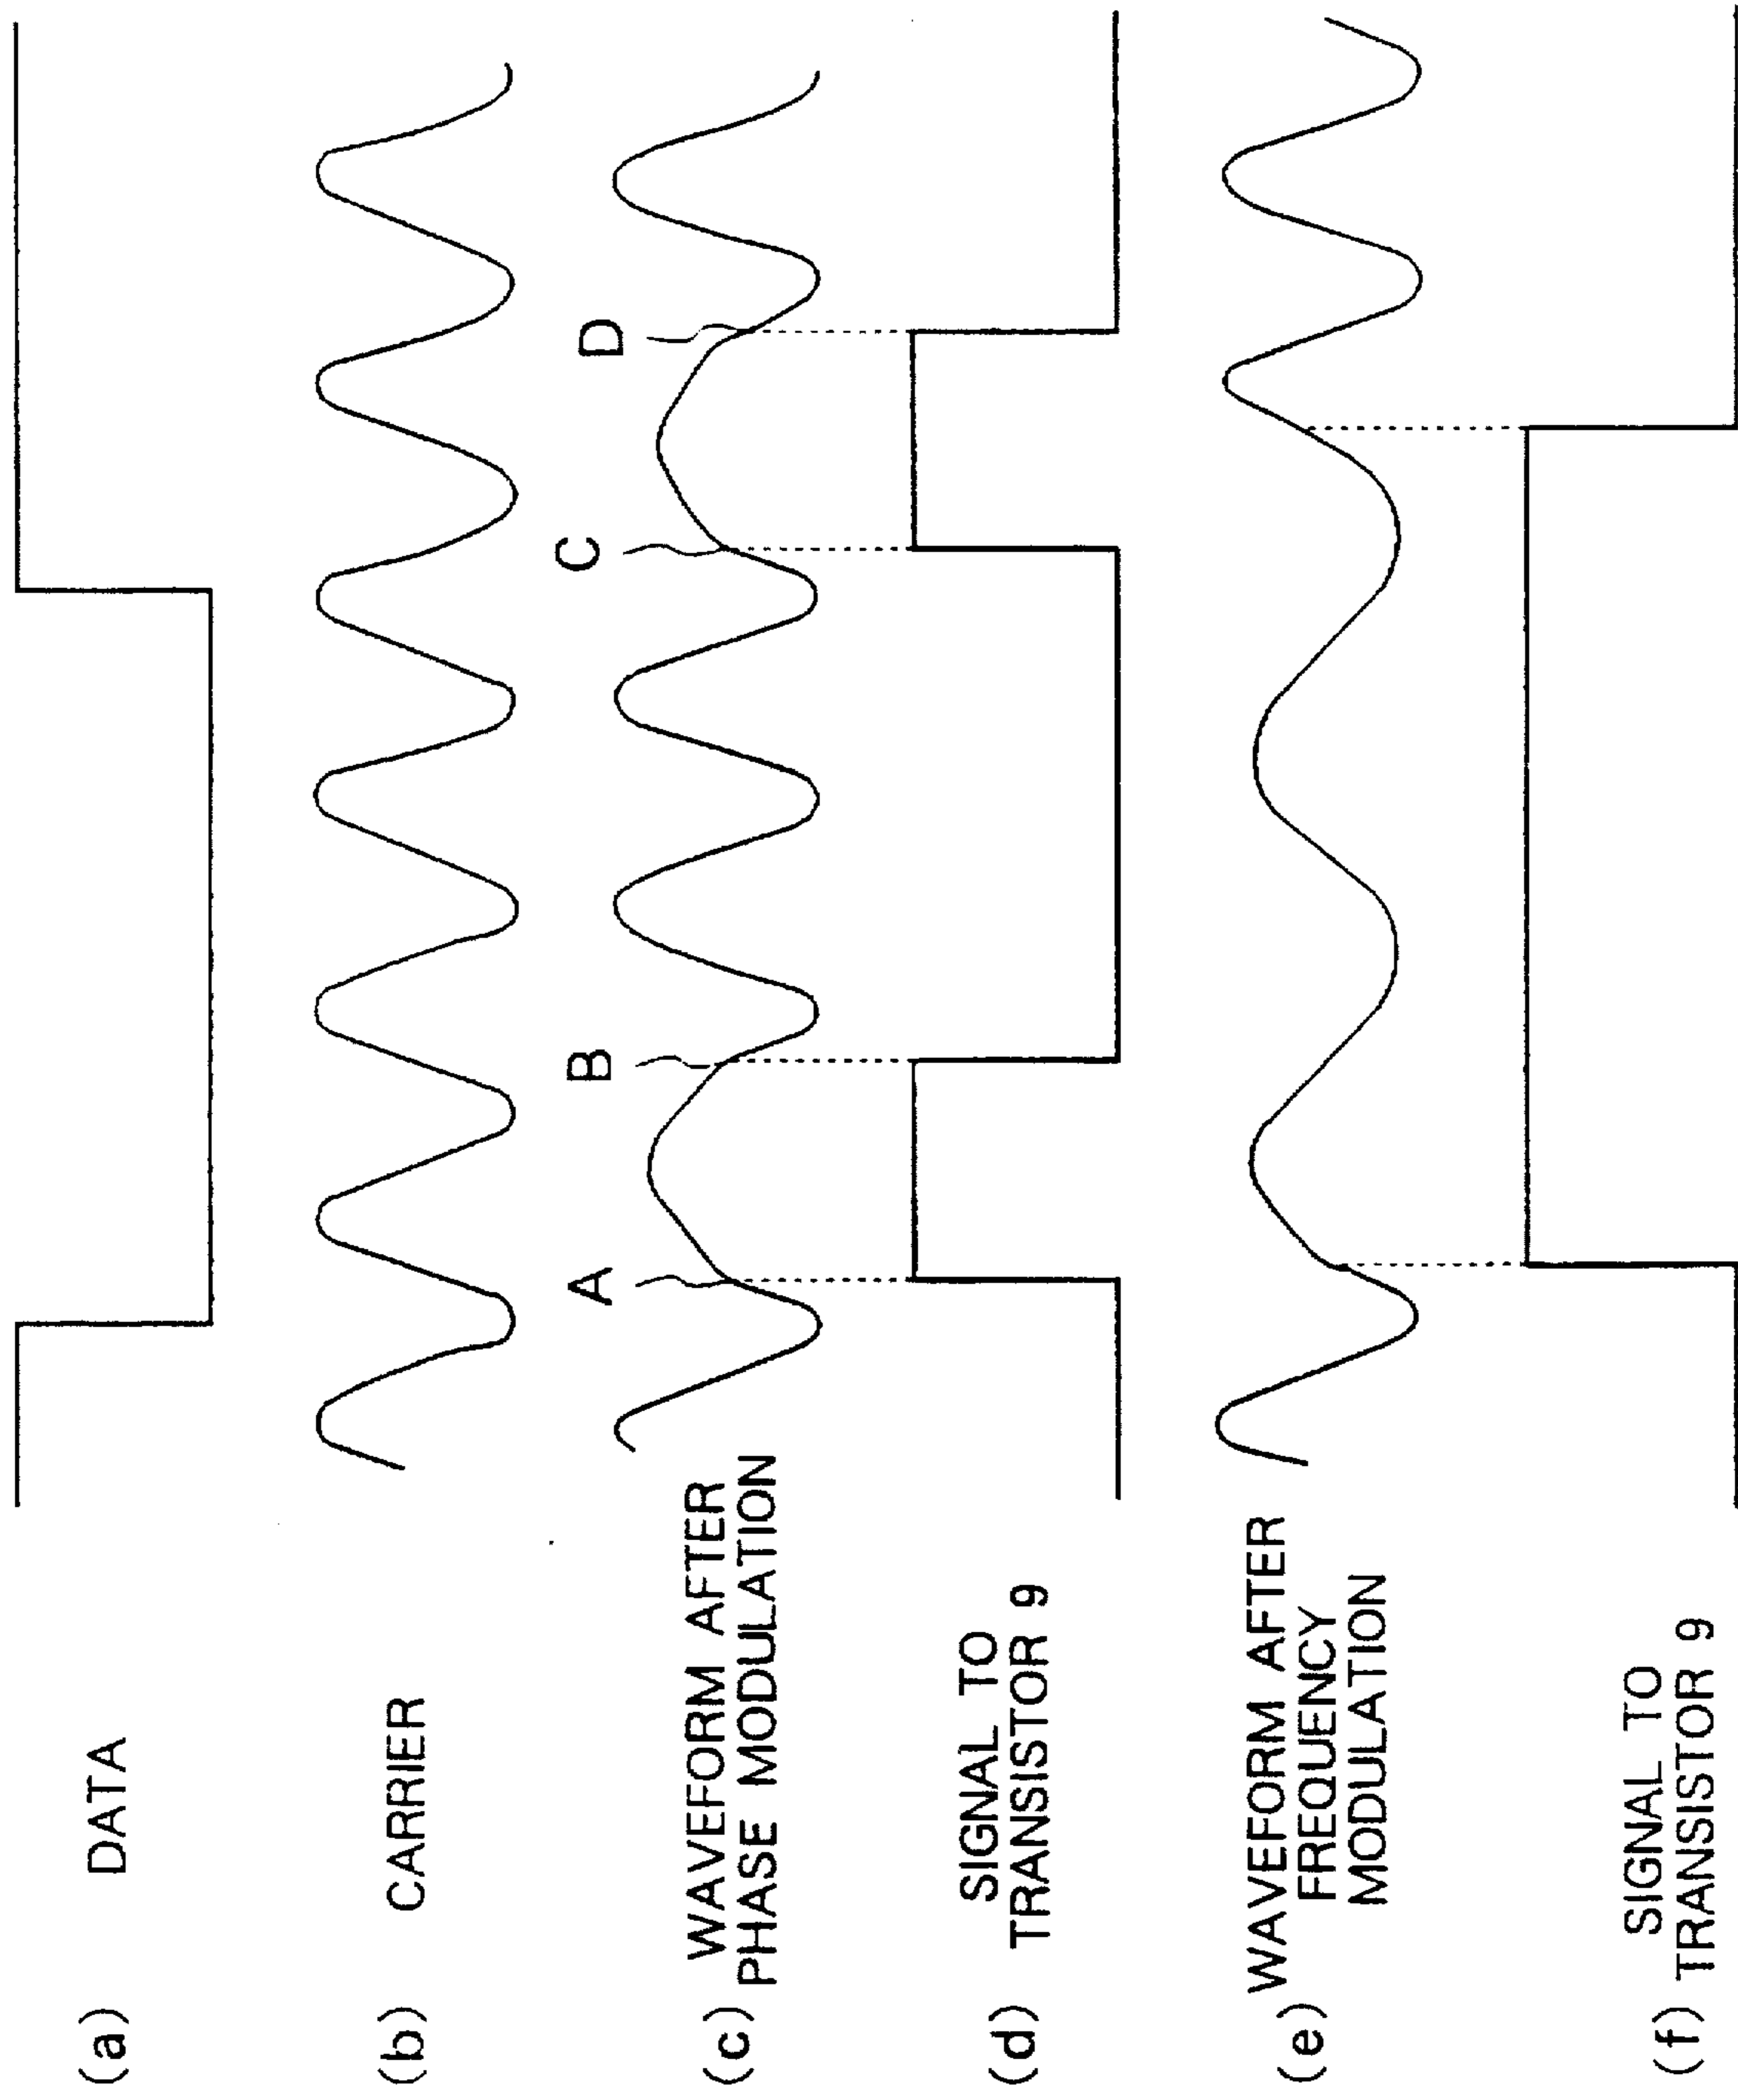 (a) DATA
(b) CARRIER
(c) WAVEFORM AFTER
PHASE MODULATION
A
B
C
D
(d) SIGNAL TO
TRANSISTOR 9
(e) WAVEFORM AFTER
FREQUENCY
MODULATION
(f) SIGNAL TO
TRANSISTOR 9